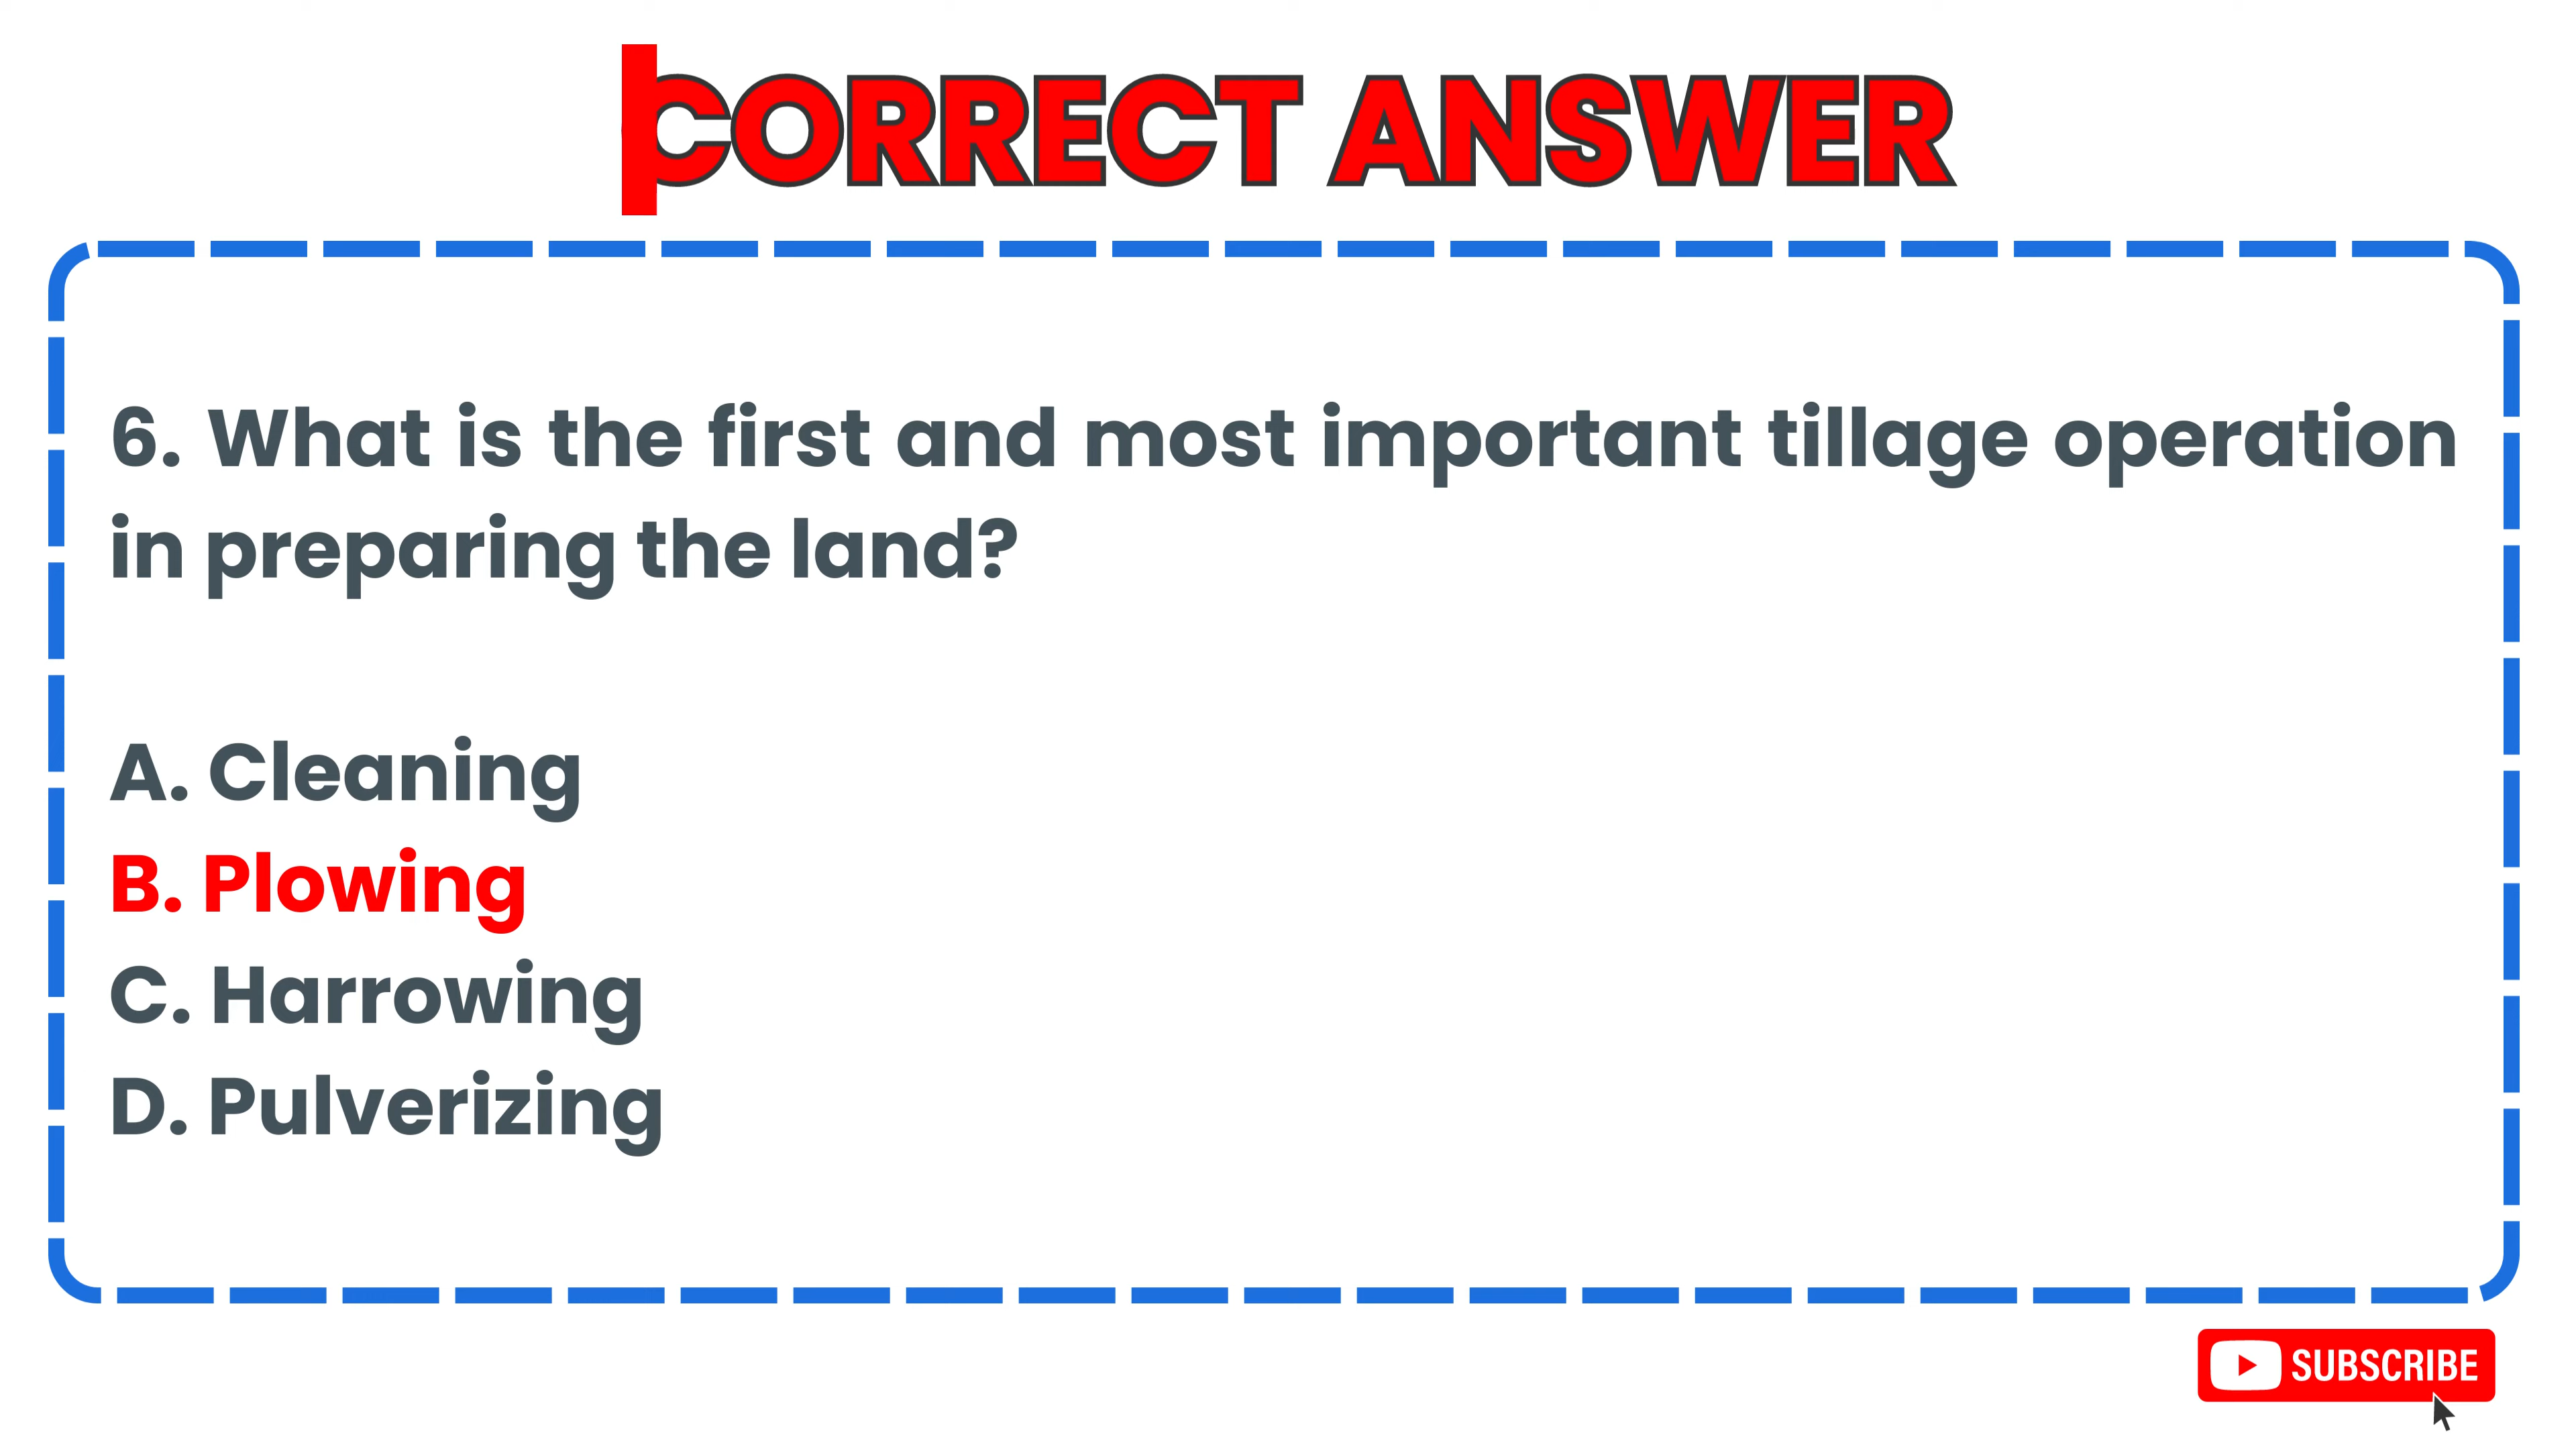 CORRECT ANSWER
6. What is the first and most important tillage operation
in preparing the land?
A. Cleaning
B. Plowing
C. Harrowing
D. Pulverizing
SUBSCRIBE